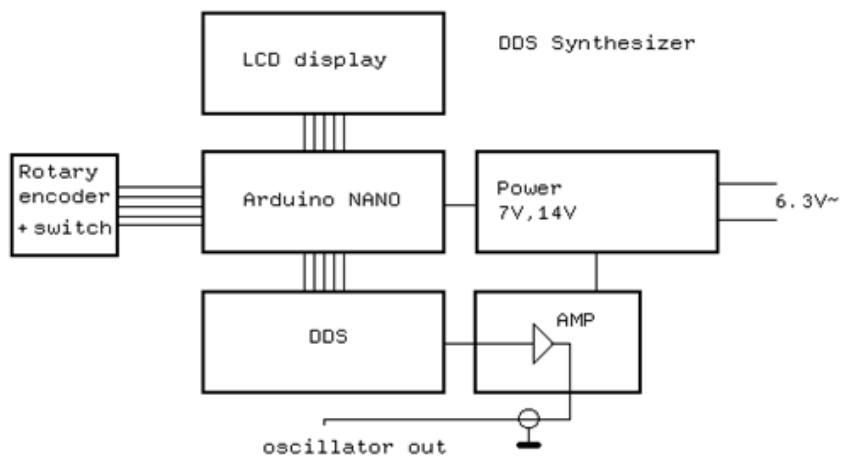 LCD display
DDS Synthesizer
Rotary
encoder
+ switch
Arduino NANO
Power
7V,14V
6.3V~
DDS
AMP
oscillator out